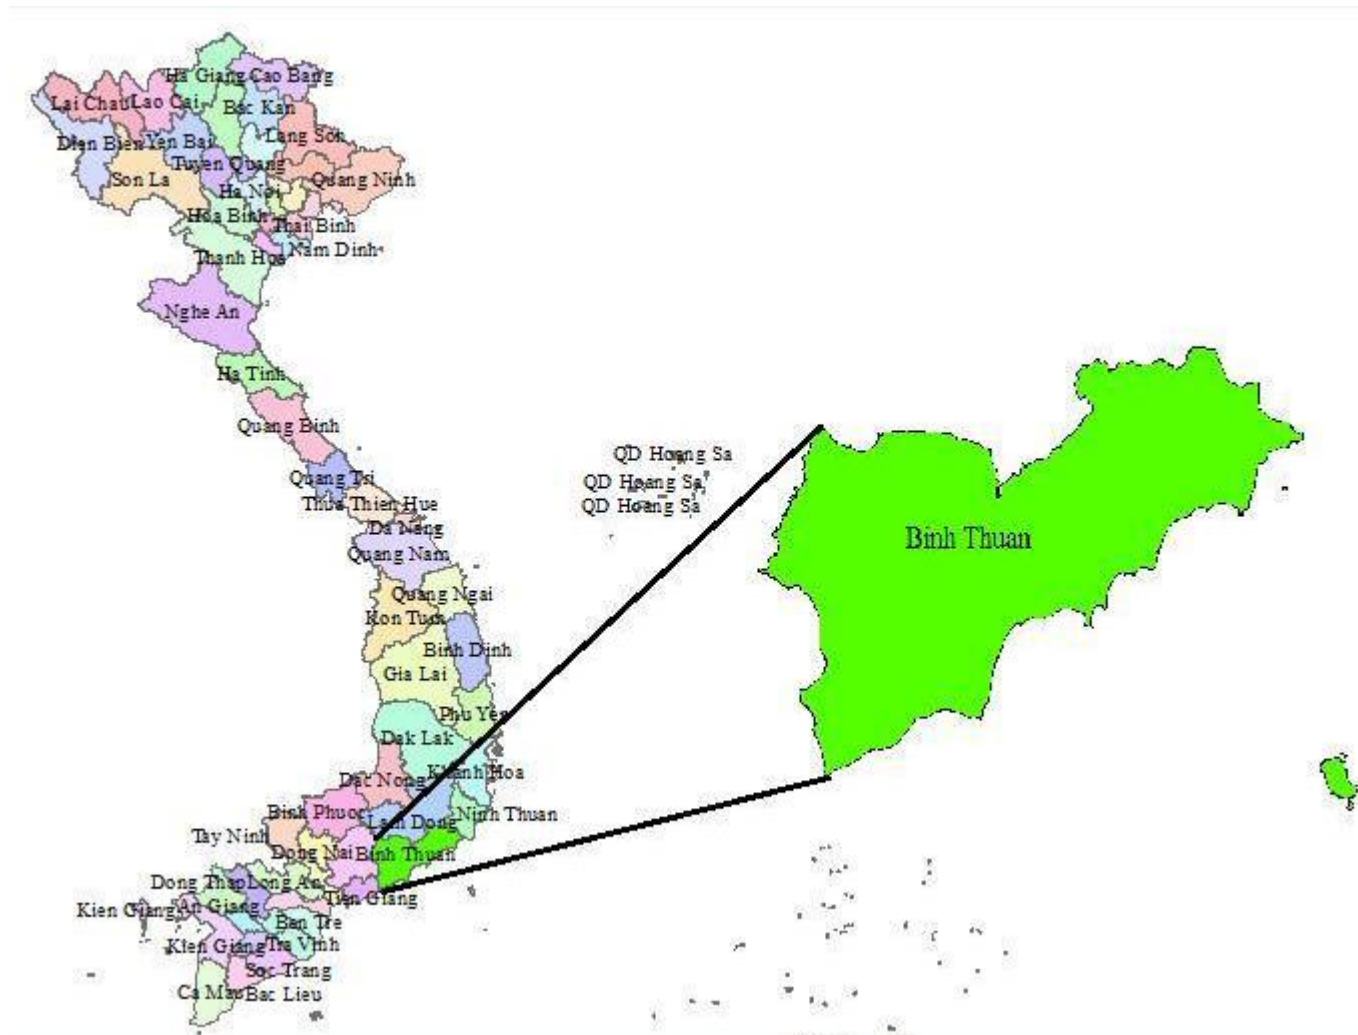 Ha Giang
Cao Bang
Lai Chau
Lao Cai
Bac Kan
Lang Son
Dien Bien
Yen Bai
Tuyen Quang
Son La
Quang Ninh
Ha Noi
Hoa Binh
Thai Binh
Nam Dinh
Thanh Hoa
Nghe An
Ha Tinh
Quang Binh
QD Hoang Sa
QD Hoang Sa
QD Hoang Sa
Quang Tri
Thua Thien Hue
Da Nang
Quang Nam
Binh Thuan
Quang Ngai
Kon Tum
Binh Dinh
Gia Lai
Phu Yen
Dak Lak
Khanh Hoa
Dac Nong
Binh Phuoc
Lam Dong
Ninh Thuan
Tay Ninh
Dong Nai
Binh Thuan
Dong Thap
Long An
Tien Giang
Kien Giang
An Giang
Ben Tre
Kien Giang
Tra Vinh
Soc Trang
Ca Mau
Bac Lieu